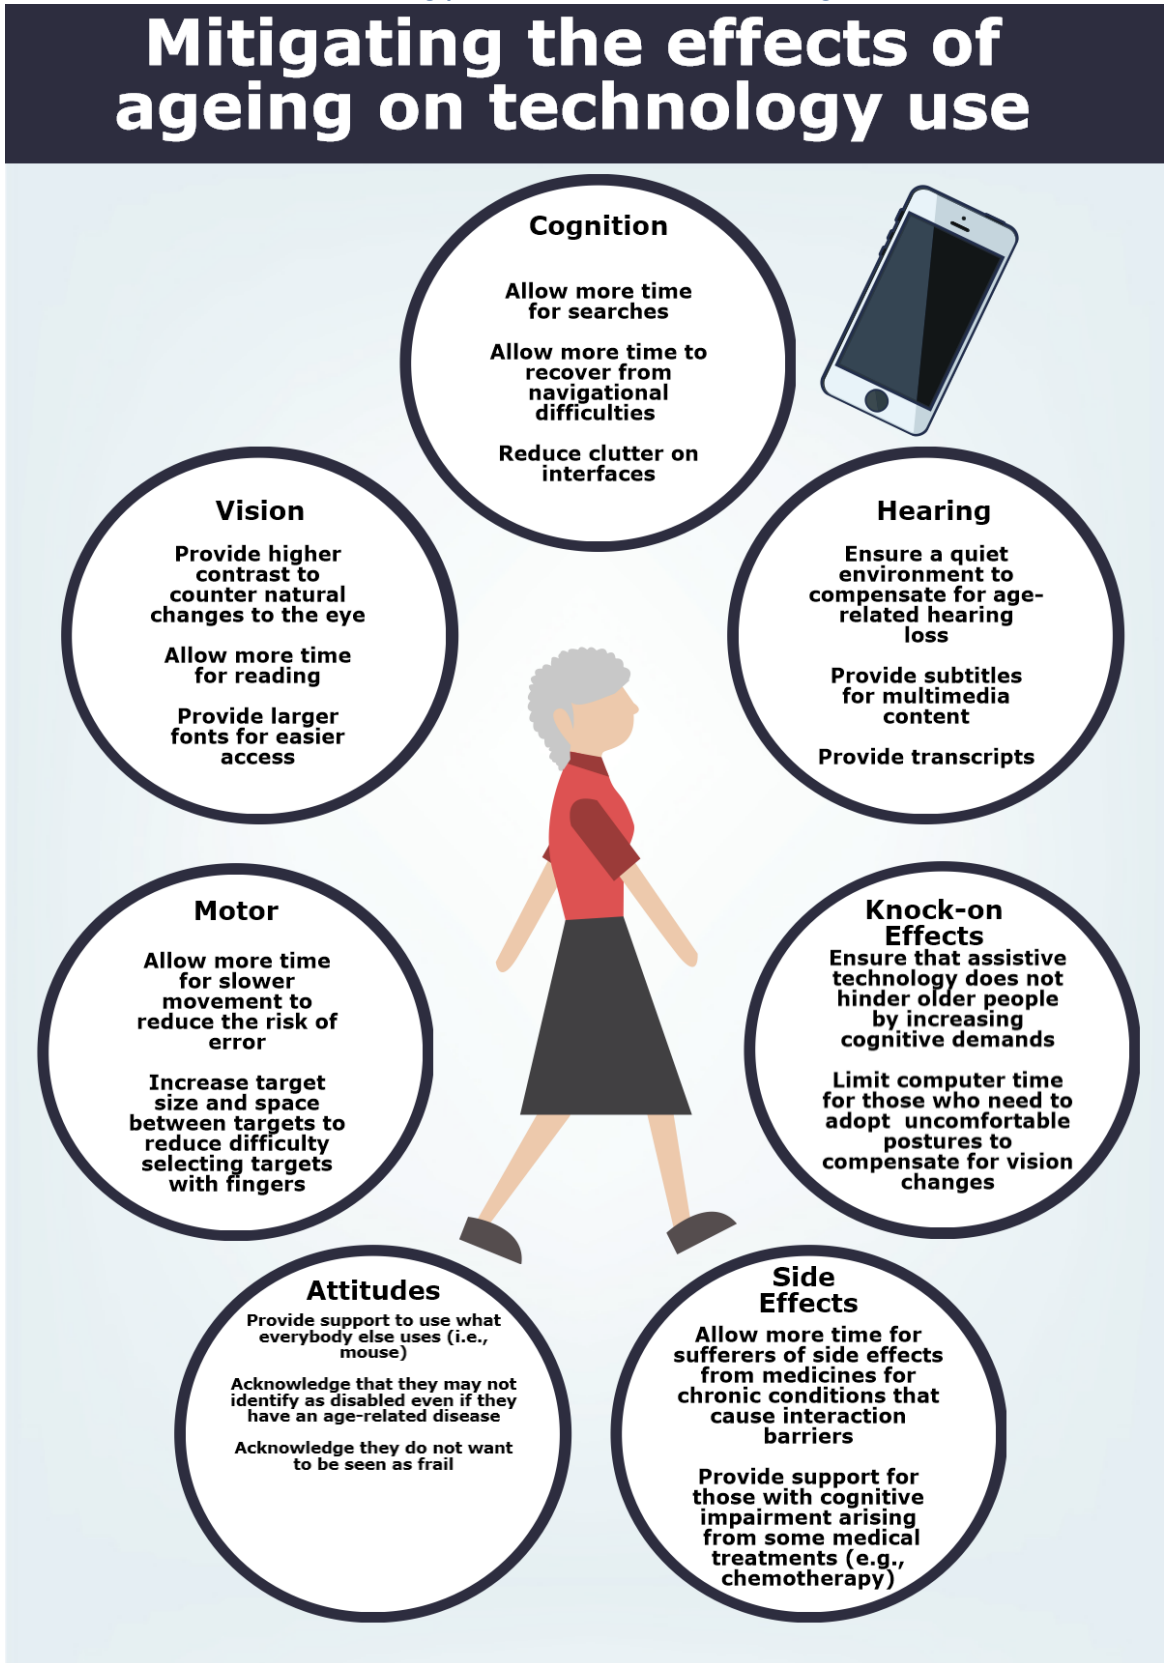 Mitigating the effects of
ageing on technology use
Cognition
Allow more time
for searches
Allow more time to
recover from
navigational
difficulties
Reduce clutter on
interfaces
Vision
Provide higher
contrast to
counter natural
changes to the eye
Allow more time
for reading
Provide larger
fonts for easier
access
Hearing
Ensure a quiet
environment to
compensate for age-
related hearing
loss
Provide subtitles
for multimedia
content
Provide transcripts
Motor
Allow more time
for slower
movement to
reduce the risk of
error
Increase target
size and space
between targets to
reduce difficulty
selecting targets
with fingers
Knock-on
Effects
Ensure that assistive
technology does not
hinder older people
by increasing
cognitive demands
Limit computer time
for those who need to
adopt uncomfortable
postures to
compensate for vision
changes
Attitudes
Provide support to use what
everybody else uses (i.e.,
mouse)
Acknowledge that they may not
identify as disabled even if they
have an age-related disease
Acknowledge they do not want
to be seen as frail
Side
Effects
Allow more time for
sufferers of side effects
from medicines for
chronic conditions that
cause interaction
barriers
Provide support for
those with cognitive
impairment arising
from some medical
treatments (e.g.,
chemotherapy)